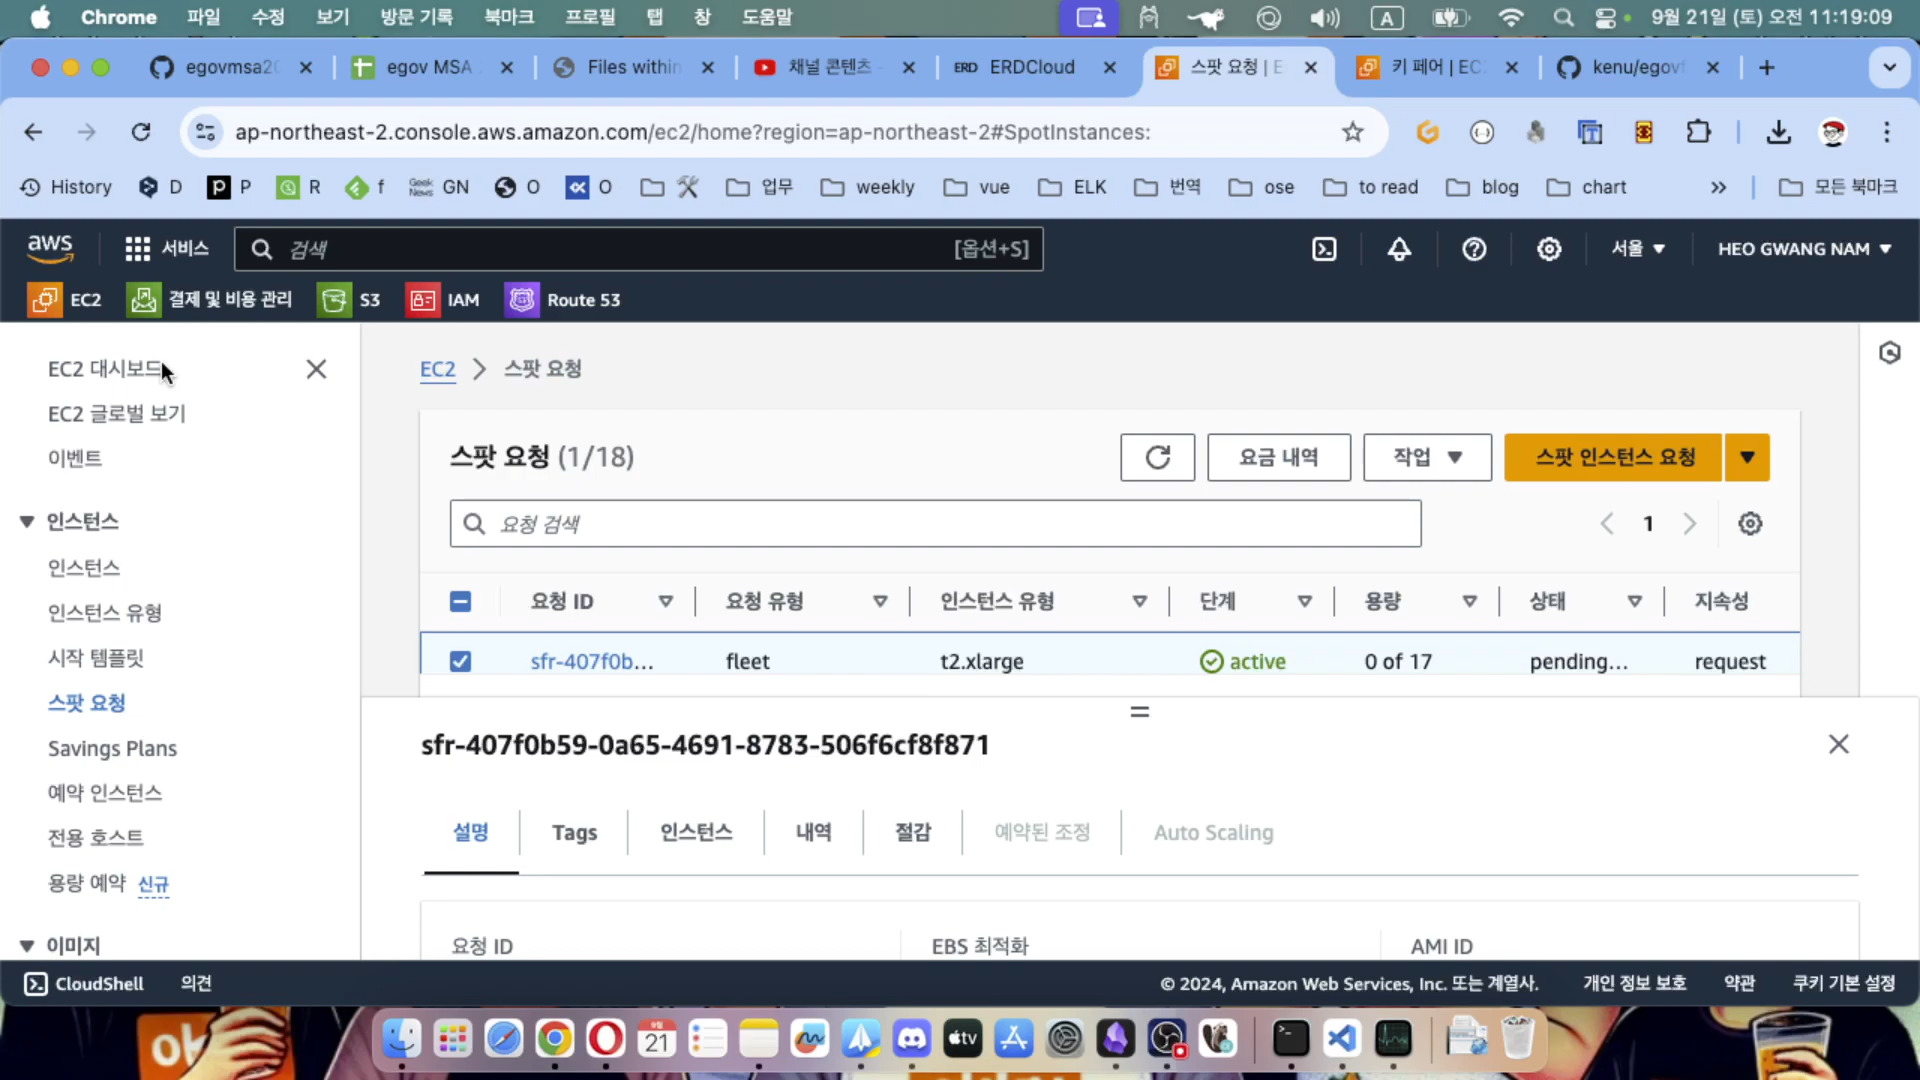 Chrome 파일 수정 보기 방문 기록 북마크 프로필 탭 창 도움말 A 9월 21일 (토) 오전 11:19:09
egovmsa20 egov MSA Files within 채널 콘텐츠 - ERD ERDCloud 스팟 요청 | E 키 페어 | EC kenu/egov
ap-northeast-2.console.aws.amazon.com/ec2/home?region=ap-northeast-2#SpotInstances:
History D P R f Geek News GN O O 업무 weekly vue ELK 번역 ose to read blog chart » 모든 북마크
aws 서비스 검색 [옵션+S] 서울 HEO GWANG NAM
EC2 결제 및 비용 관리 S3 IAM Route 53
EC2 대시보드
EC2 글로벌 보기
이벤트
인스턴스
인스턴스
인스턴스 유형
시작 템플릿
스팟 요청
Savings Plans
예약 인스턴스
전용 호스트
용량 예약 신규
이미지
EC2 스팟 요청
스팟 요청 (1/18) 요금 내역 작업 스팟 인스턴스 요청
요청 검색 1
요청 ID 요청 유형 인스턴스 유형 단계 용량 상태 지속성
sfr-407f0b... fleet t2.xlarge active 0 of 17 pending... request
sfr-407f0b59-0a65-4691-8783-506f6cf8f871
설명 Tags 인스턴스 내역 절감 예약된 조정 Auto Scaling
요청 ID EBS 최적화 AMI ID
CloudShell 의견 © 2024, Amazon Web Services, Inc. 또는 계열사. 개인 정보 보호 약관 쿠키 기본 설정
ok
9월
21
tv